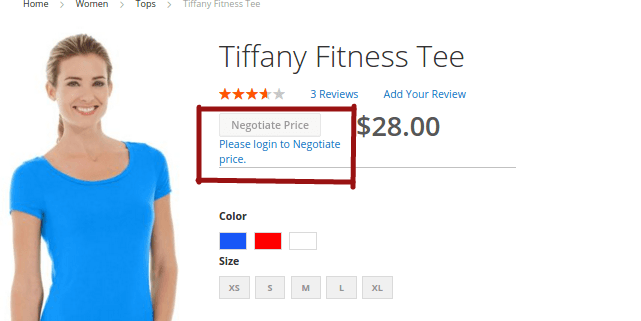 Home > Women > Tops > Tiffany Fitness Tee
Tiffany Fitness Tee
3 Reviews Add Your Review
Negotiate Price
$28.00
Please login to Negotiate
price.
Color
Size
XS S M L XL